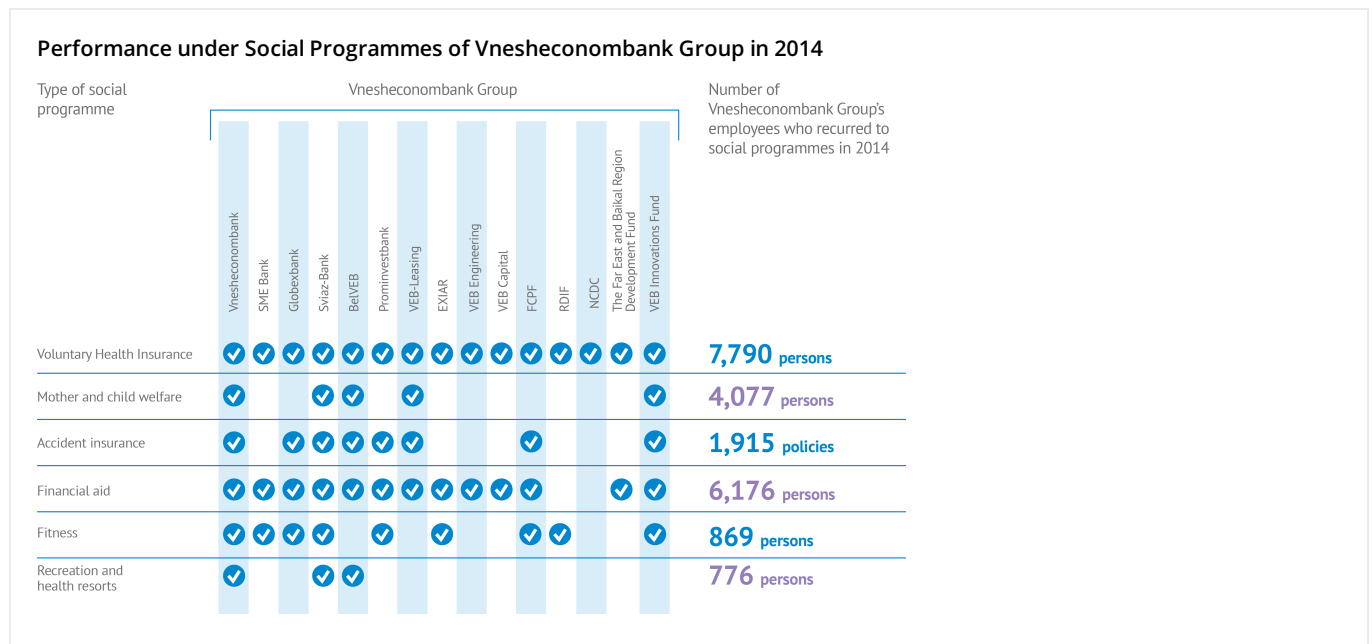 Performance under Social Programmes of Vnesheconombank Group in 2014
Type of social
programme
Vnesheconombank Group
Number of
Vnesheconombank Group's
employees who recurred to
social programmes in 2014
Vnesheconombank
SME Bank
Globexbank
Sviaz-Bank
BelVEB
Prominvestbank
VEB-Leasing
EXIAR
VEB Engineering
VEB Capital
FCPF
RDIF
NCDC
The Far East and Baikal Region
Development Fund
VEB Innovations Fund
Voluntary Health Insurance
7,790 persons
Mother and child welfare
4,077 persons
Accident insurance
1,915 policies
Financial aid
6,176 persons
Fitness
869 persons
Recreation and
health resorts
776 persons